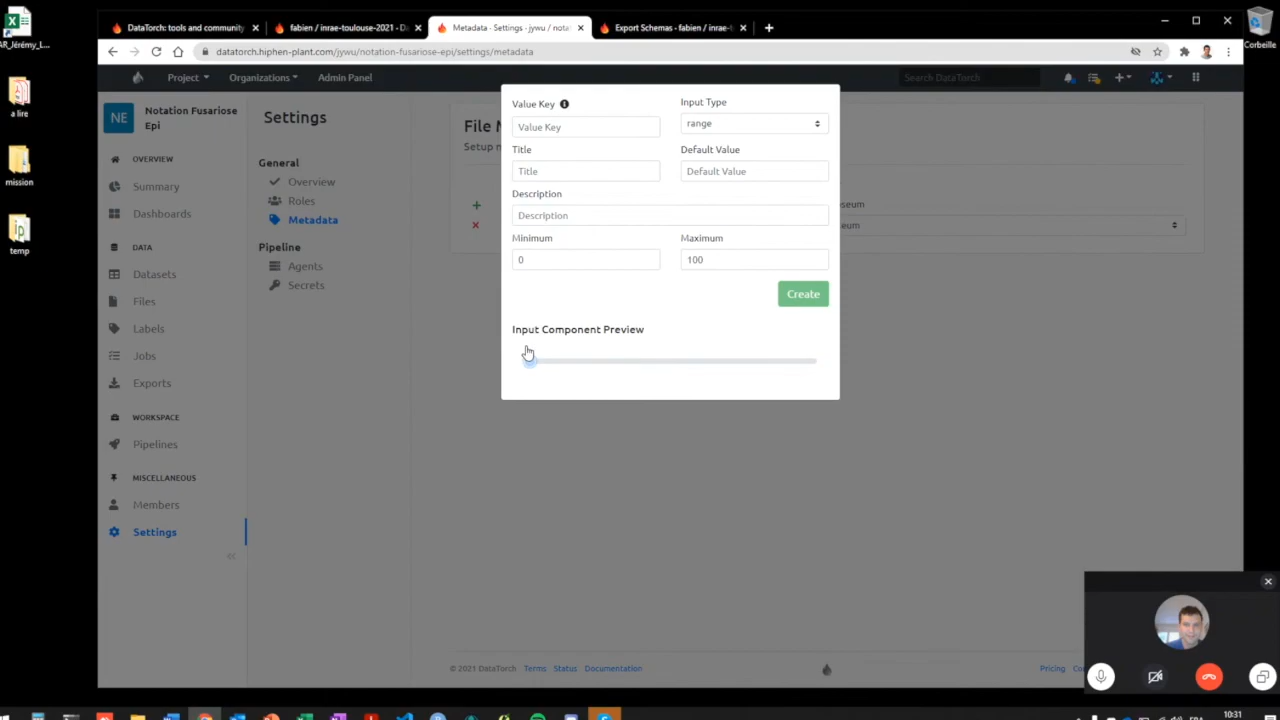 AR_Jérémy_L...
a lire
mission
temp
Corbeille
DataTorch: tools and community
fabien / inrae-toulouse-2021 - Da
Metadata · Settings · jywu / nota
Export Schemas · fabien / inrae-t
datatorch.hiphen-plant.com/jywu/notation-fusariose-epi/settings/metadata
Project
Organizations
Admin Panel
Search DataTorch
NE
Notation Fusariose
Epi
OVERVIEW
Summary
Dashboards
DATA
Datasets
Files
Labels
Jobs
Exports
WORKSPACE
Pipelines
MISCELLANEOUS
Members
Settings
Settings
General
Overview
Roles
Metadata
Pipeline
Agents
Secrets
File M
Setup m
oseum
eum
Value Key
Value Key
Input Type
range
Title
Title
Default Value
Default Value
Description
Description
Minimum
0
Maximum
100
Create
Input Component Preview
© 2021 DataTorch
Terms
Status
Documentation
Pricing
Co
10:31